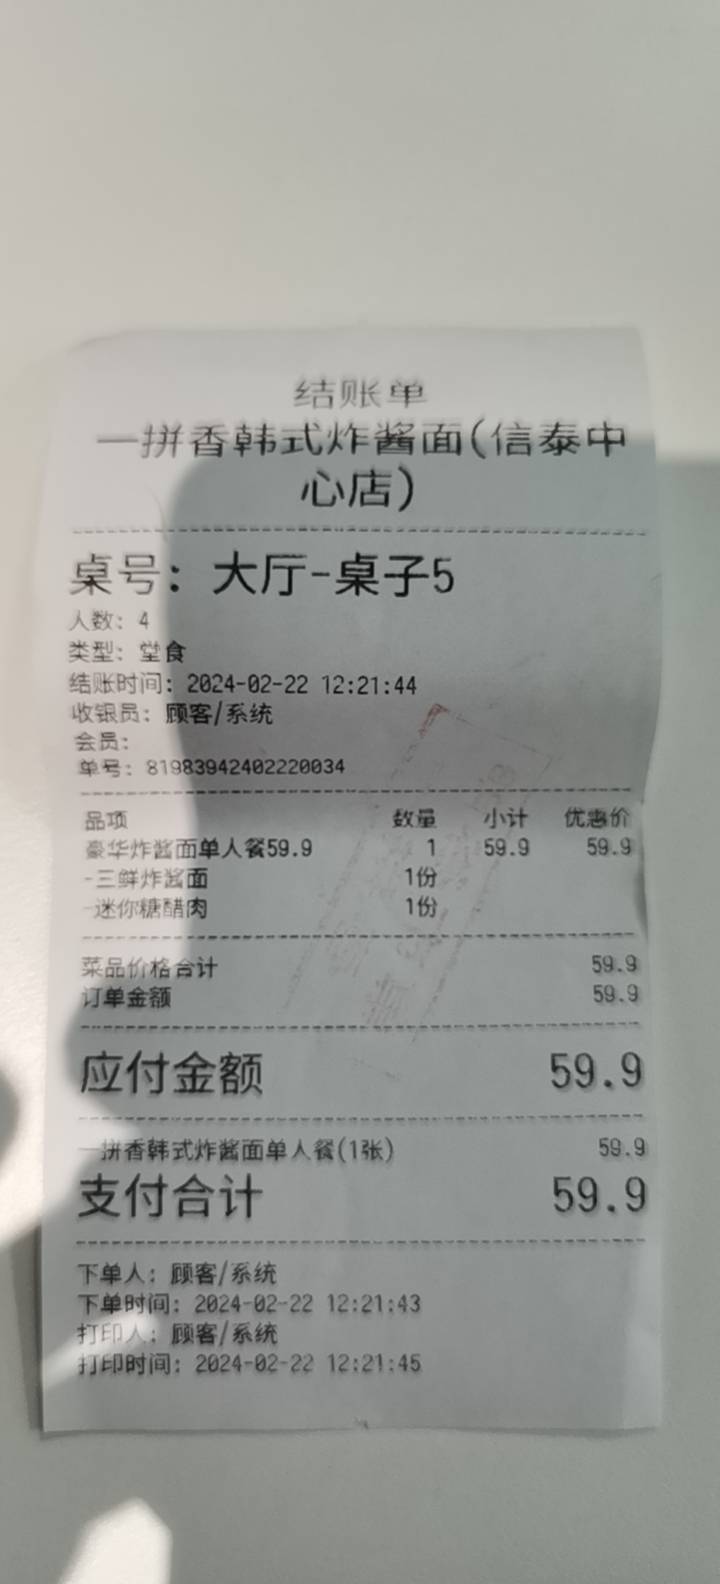 结账单
一拼香韩式炸酱面(信泰中
心店)
桌号: 大厅-桌子5
人数: 4
类型: 堂食
结账时间: 2024-02-22 12:21:44
收银员: 顾客/系统
会员:
单号: 81983942402220034
品项 数量 小计 优惠价
豪华炸酱面单人餐59.9 1 59.9 59.9
-三鲜炸酱面 1份
-迷你糖醋肉 1份
菜品价格合计 59.9
订单金额 59.9
应付金额 59.9
一拼香韩式炸酱面单人餐(1张) 59.9
支付合计 59.9
下单人: 顾客/系统
下单时间: 2024-02-22 12:21:43
打印人: 顾客/系统
打印时间: 2024-02-22 12:21:45